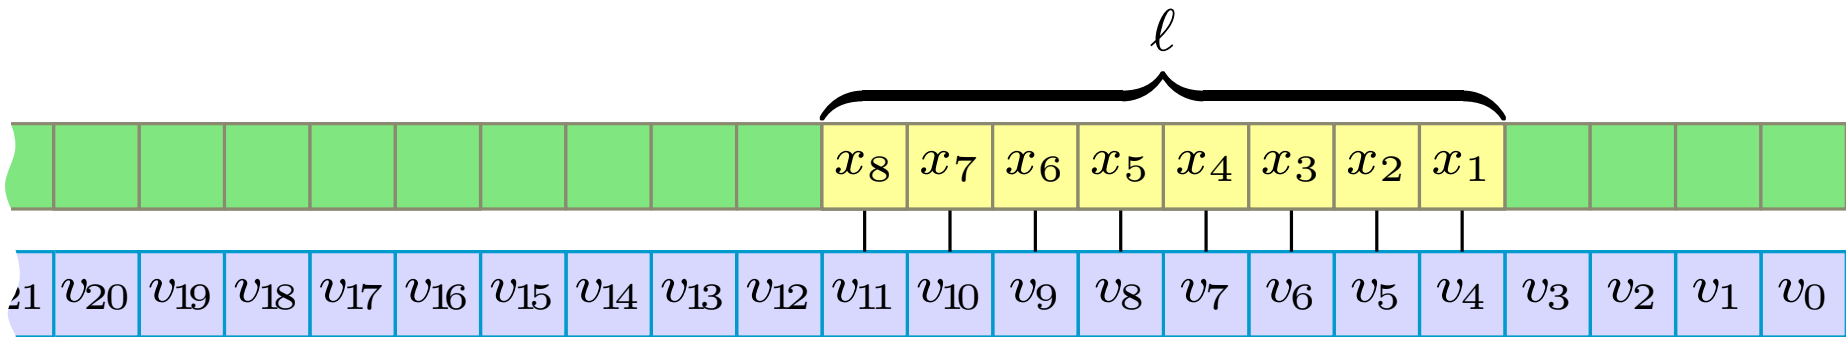 ℓ
x₈ x₇ x₆ x₅ x₄ x₃ x₂ x₁
21 v₂₀ v₁₉ v₁₈ v₁₇ v₁₆ v₁₅ v₁₄ v₁₃ v₁₂ v₁₁ v₁₀ v₉ v₈ v₇ v₆ v₅ v₄ v₃ v₂ v₁ v₀